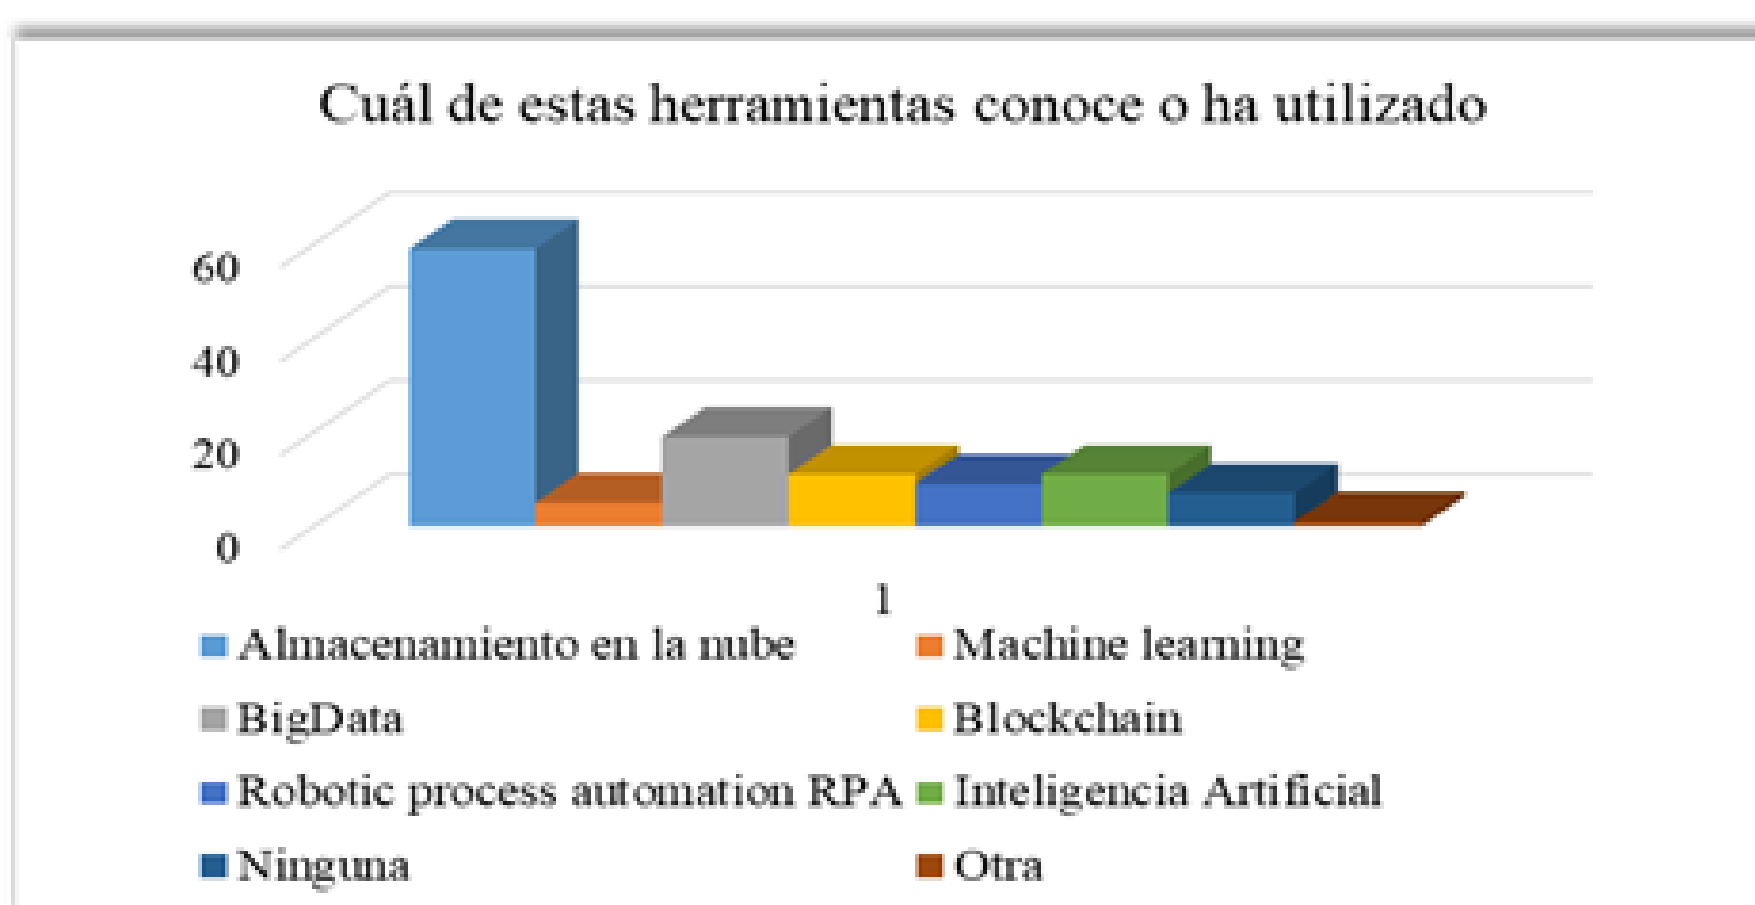 Cuál de estas herramientas conoce o ha utilizado
60
40
20
0
1
Almacenamiento en la nube
Machine learning
BigData
Blockchain
Robotic process automation RPA
Inteligencia Artificial
Ninguna
Otra